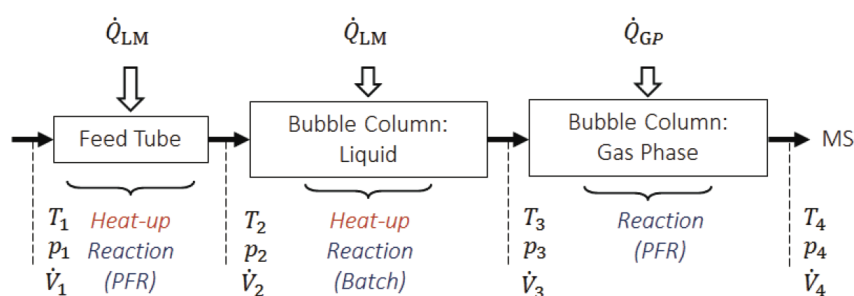 Q̇LM Q̇LM Q̇GP
Feed Tube
Bubble Column:
Liquid
Bubble Column:
Gas Phase
MS
T1 Heat-up T2 Heat-up T3 Reaction T4
p1 Reaction p2 Reaction p3 (PFR) p4
V̇1 (PFR) V̇2 (Batch) V̇3 V̇4